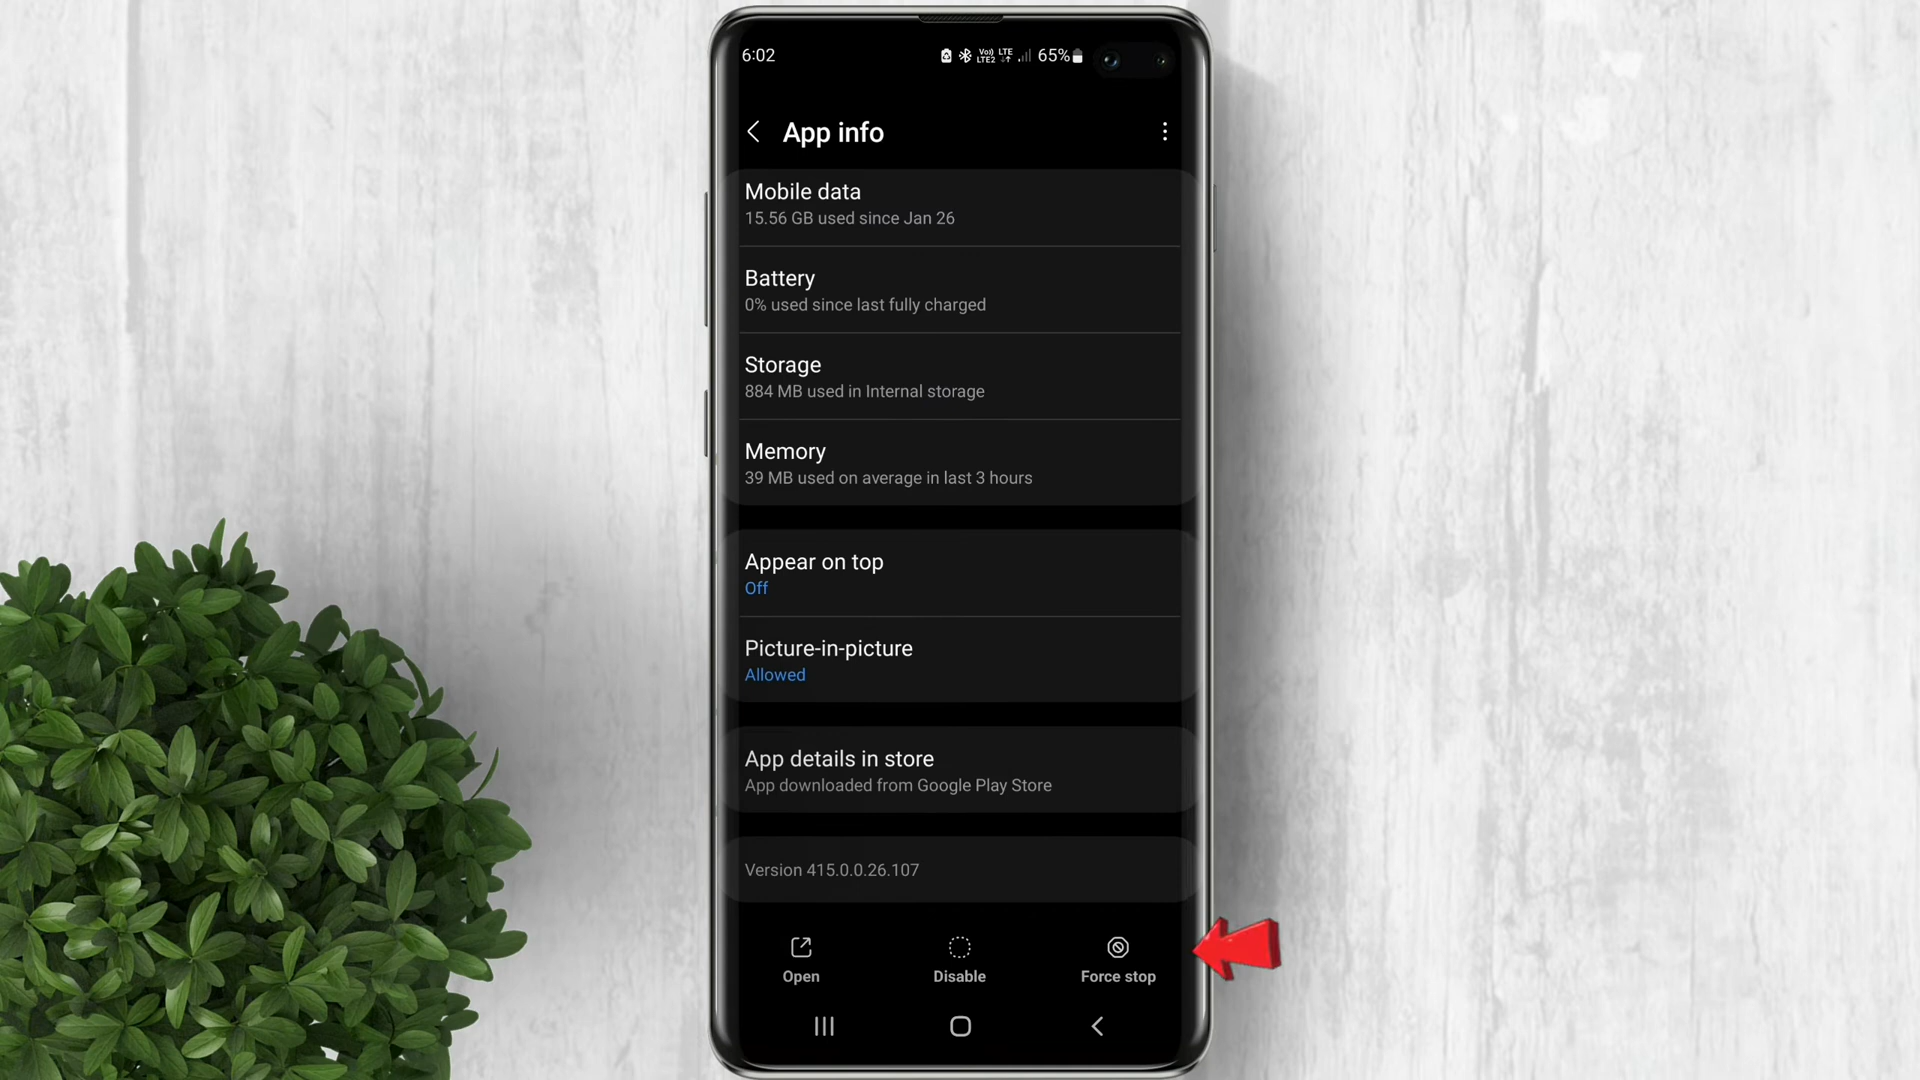 6:02
Vo)) LTE
LTE2
65%
App info
Mobile data
15.56 GB used since Jan 26
Battery
0% used since last fully charged
Storage
884 MB used in Internal storage
Memory
39 MB used on average in last 3 hours
Appear on top
Off
Picture-in-picture
Allowed
App details in store
App downloaded from Google Play Store
Version 415.0.0.26.107
Open
Disable
Force stop